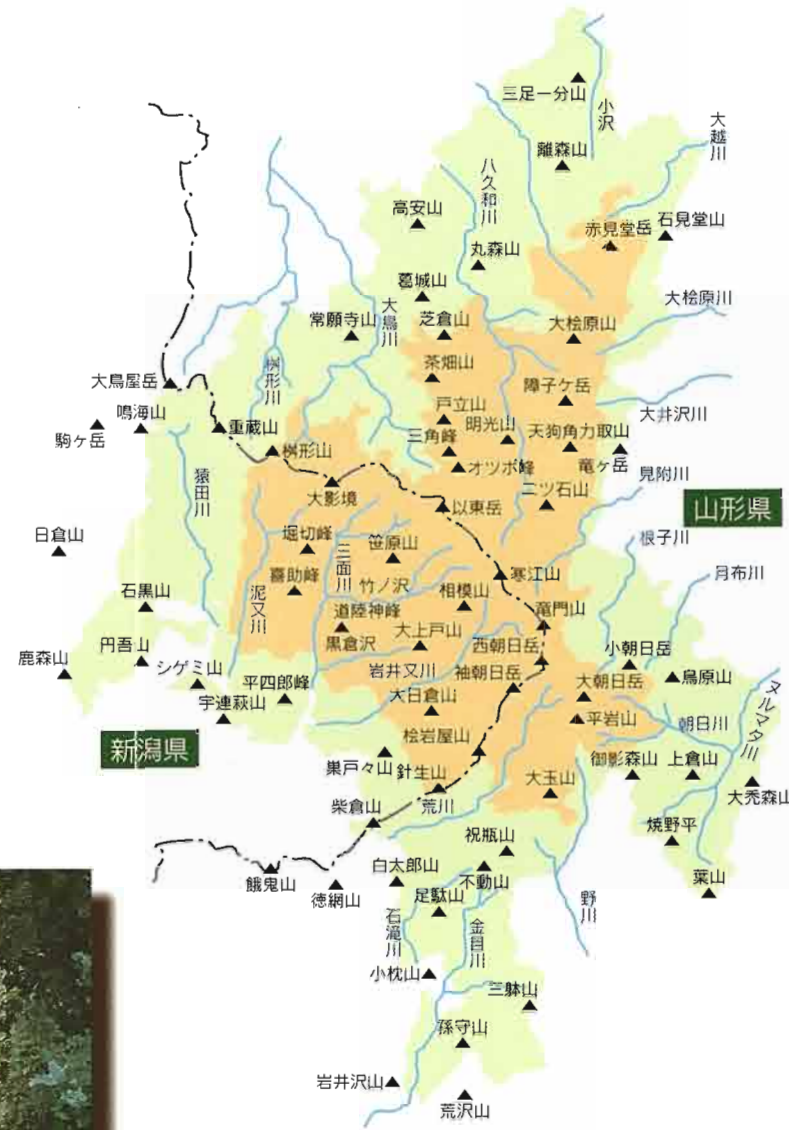 三足一分山
小沢
大越川
離森山
八久和川
高安山
赤見堂岳
石見堂山
丸森山
葛城山
大桧原川
大鳥川
常願寺山
芝倉山
大桧原山
桝形川
茶畑山
大鳥屋岳
障子ケ岳
戸立山
大井沢川
鳴海山
明光山
天狗角力取山
駒ヶ岳
重蔵山
三角峰
竜ヶ岳
桝形山
オツボ峰
見附川
猿田川
大影境
二ツ石山
山形県
以東岳
日倉山
堀切峰
三面川
笹原山
根子川
喜助峰
寒江山
月布川
竹ノ沢
相模山
石黒山
泥又川
道陸神峰
竜門山
黒倉沢
大上戸山
西朝日岳
円吾山
小朝日岳
鹿森山
シゲミ山
岩井又川
袖朝日岳
大朝日岳
鳥原山
平四郎峰
ヌルマタ川
宇連萩山
大日倉山
平岩山
朝日川
新潟県
桧岩屋山
巣戸々山
針生山
御影森山
上倉山
大玉山
大禿森山
柴倉山
荒川
焼野平
祝瓶山
餓鬼山
徳網山
白太郎山
不動山
葉山
足駄山
野川
石滝川
金目川
小枕山
三躰山
孫守山
岩井沢山
荒沢山